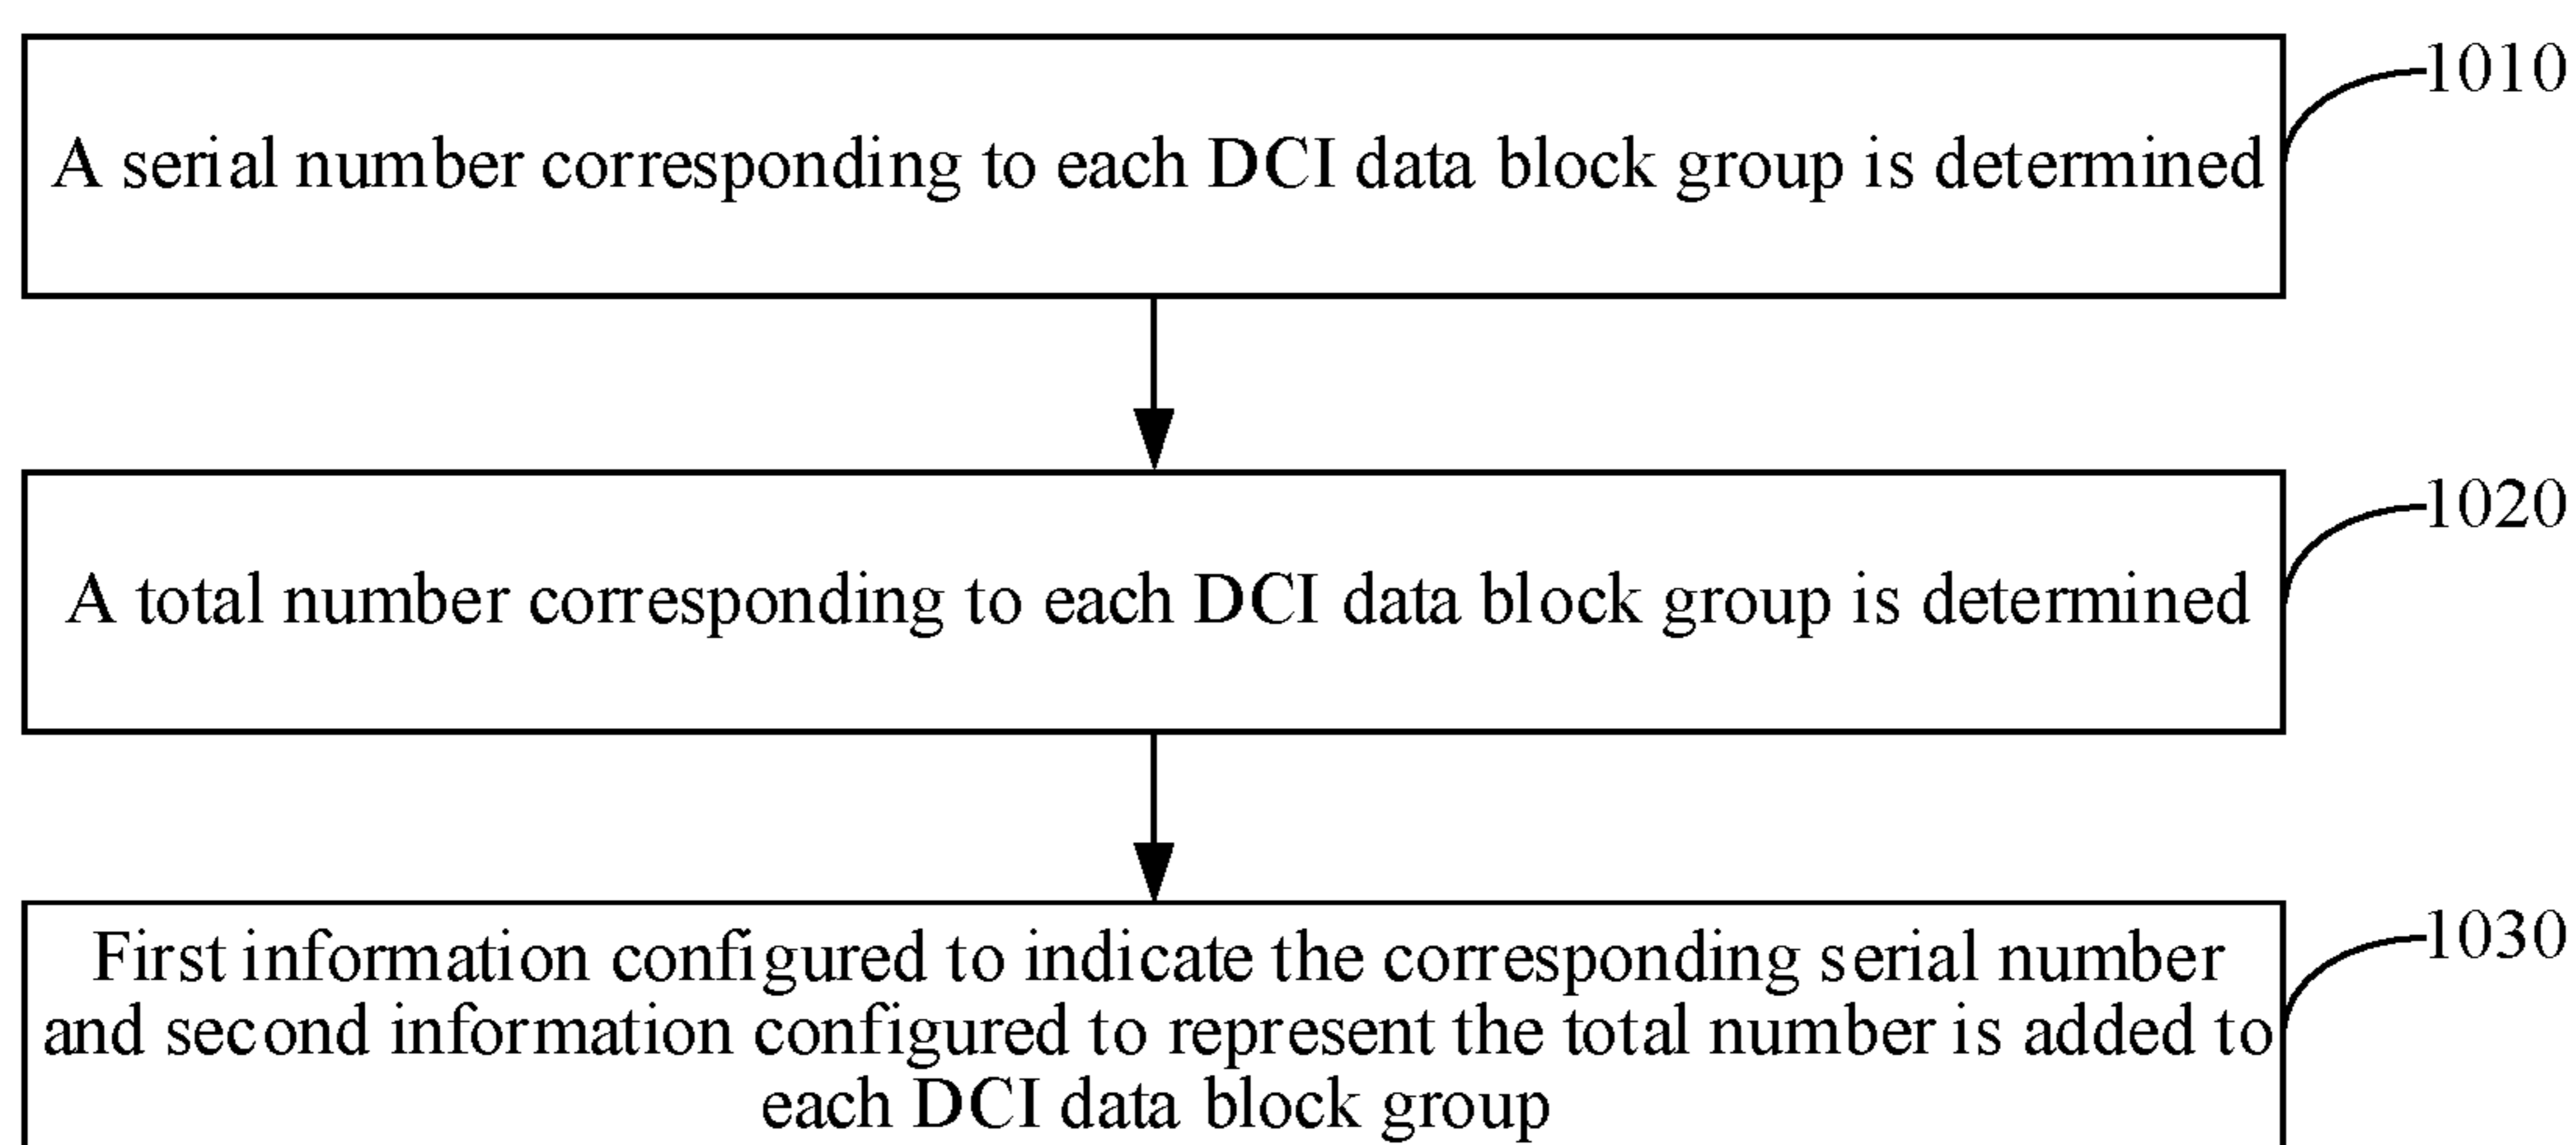 1010
A serial number corresponding to each DCI data block group is determined
1020
A total number corresponding to each DCI data block group is determined
1030
First information configured to indicate the corresponding serial number
and second information configured to represent the total number is added to
each DCI data block group